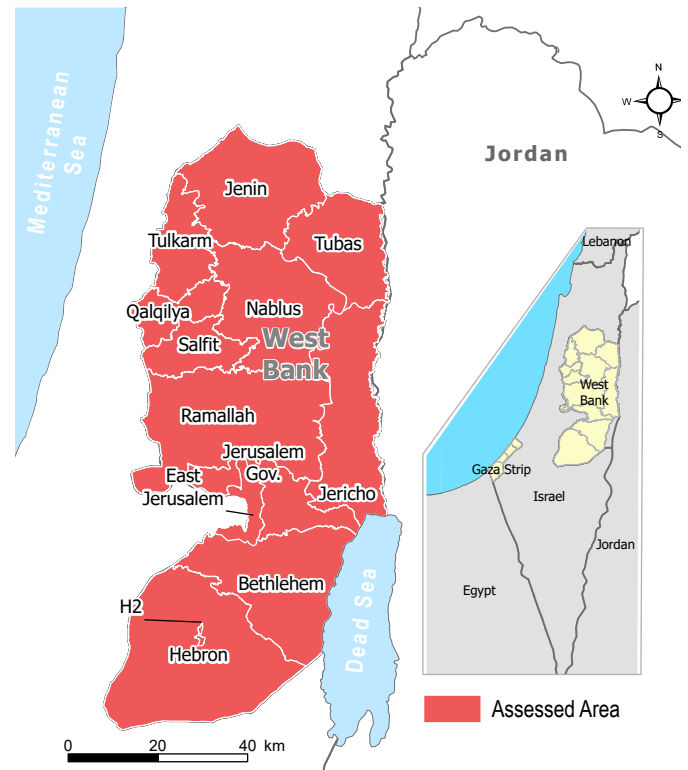 Mediterranean
Sea
N
W
E
S
Jordan
Jenin
Tulkarm
Tubas
Qalqilya
Nablus
West
Bank
Salfit
Ramallah
Jerusalem
Gov.
East
Jerusalem
Jericho
Bethlehem
H2
Hebron
Dead Sea
Lebanon
West
Bank
Gaza Strip
Israel
Jordan
Egypt
Assessed Area
0 20 40 km